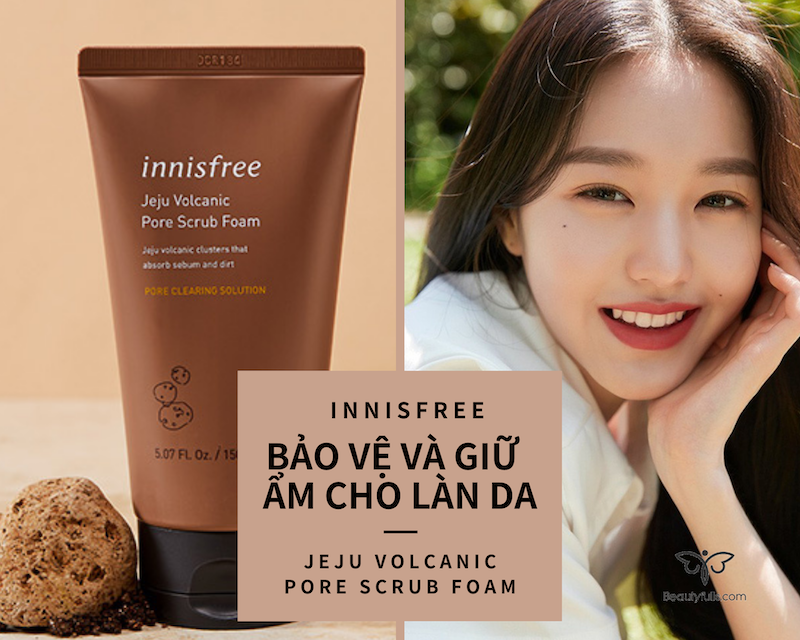 innisfree
Jeju Volcanic
Pore Scrub Foam
Jeju volcanic clusters that
absorb sebum and dirt
PORE CLEARING SOLUTION
5.07 FL. Oz. / 150
INNISFREE
BẢO VỆ VÀ GIỮ
ẨM CHO LÀN DA
JEJU VOLCANIC
PORE SCRUB FOAM
Beautyfulls.com